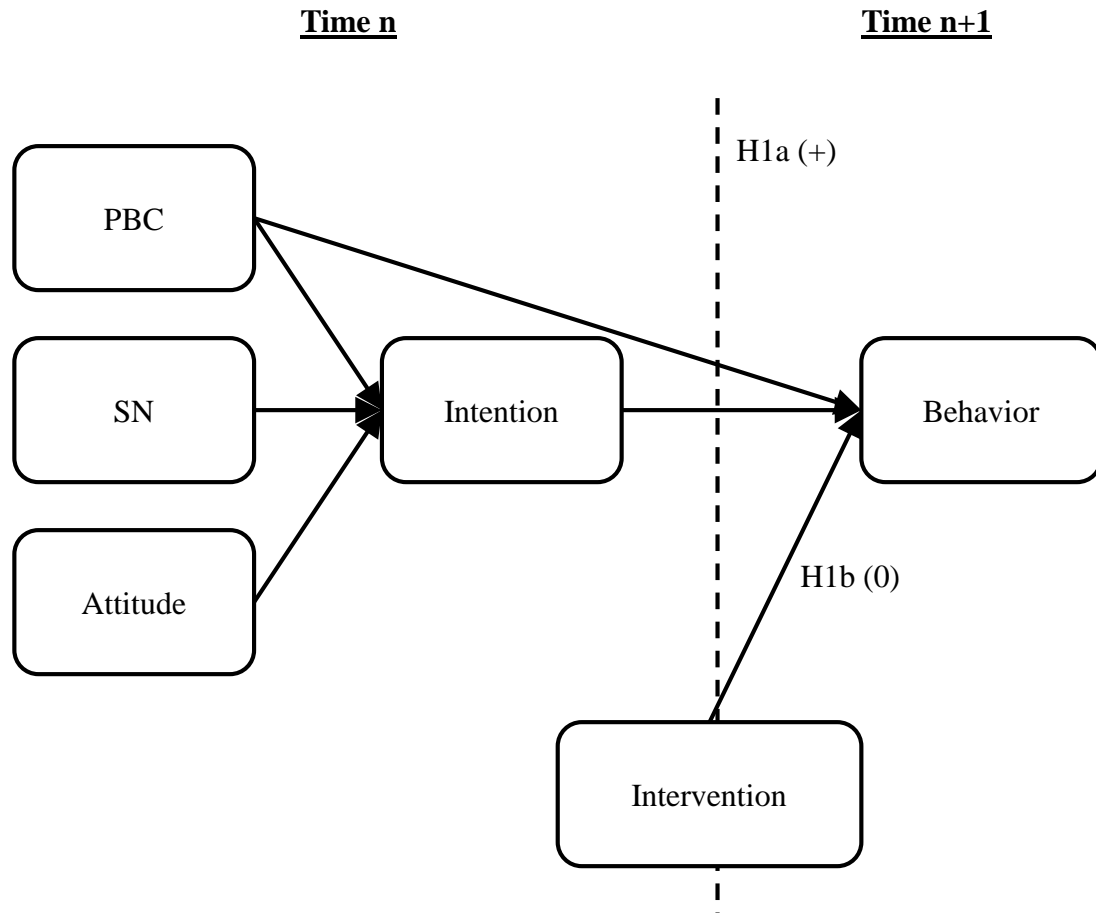 Time n
Time n+1
H1a (+)
PBC
SN
Intention
Behavior
H1b (0)
Attitude
Intervention